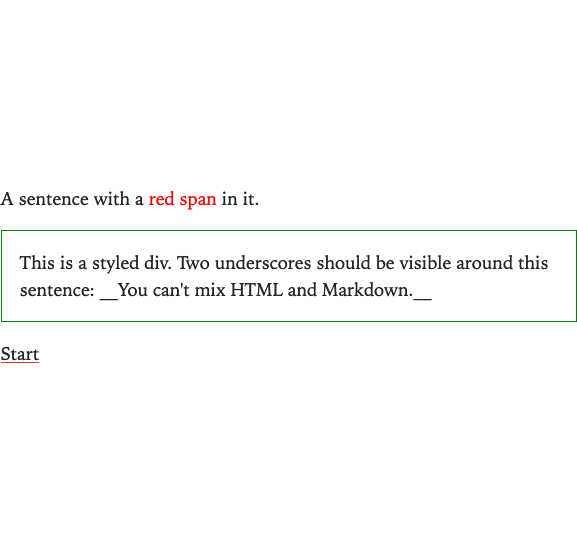 A sentence with a red span in it.
This is a styled div. Two underscores should be visible around this
sentence: __You can't mix HTML and Markdown.__
Start